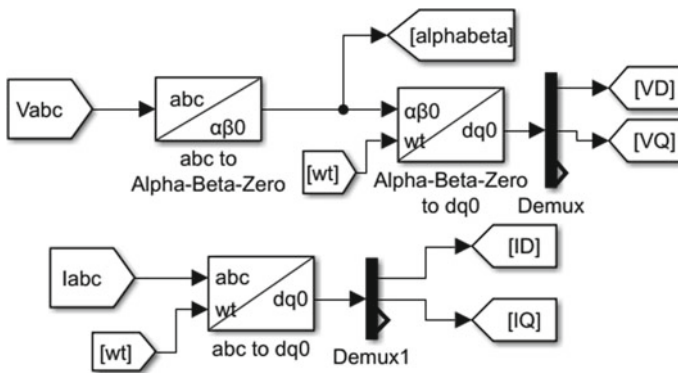 [alphabeta]
Vabc
abc
αβ0
abc to
Alpha-Beta-Zero
[wt]
αβ0
wt
dq0
Alpha-Beta-Zero
to dq0
Demux
[VD]
[VQ]
Iabc
[wt]
abc
wt
dq0
abc to dq0
Demux1
[ID]
[IQ]